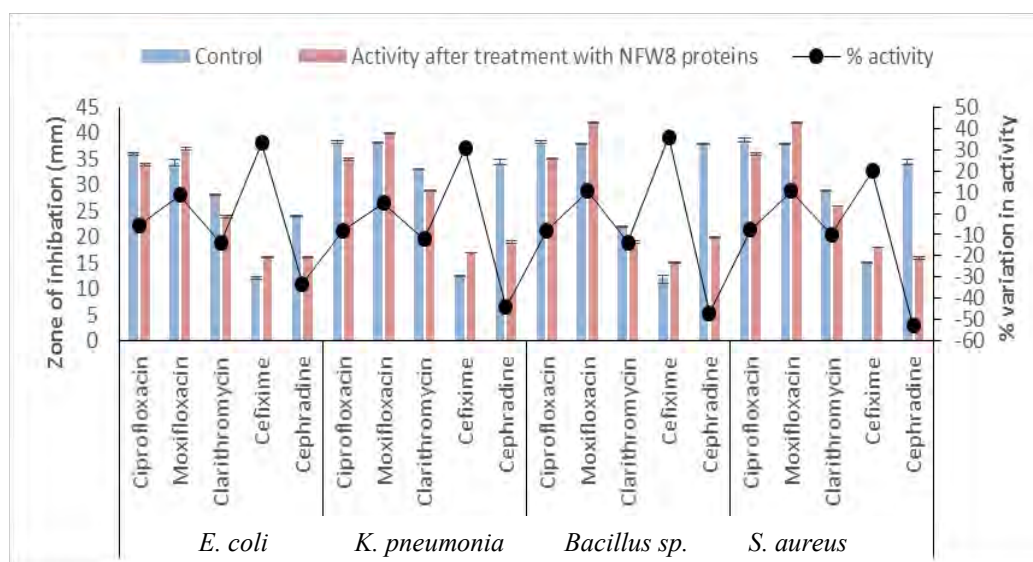 Control Activity after treatment with NFW8 proteins % activity
Zone of inhibation (mm)
45
40
35
30
25
20
15
10
5
0
50
40
30
20
10
0
-10
-20
-30
-40
-50
-60
% variation in activity
Ciprofloxacin
Moxifloxacin
Clarithromycin
Cefixime
Cephradine
Ciprofloxacin
Moxifloxacin
Clarithromycin
Cefixime
Cephradine
Ciprofloxacin
Moxifloxacin
Clarithromycin
Cefixime
Cephradine
Ciprofloxacin
Moxifloxacin
Clarithromycin
Cefixime
Cephradine
E. coli K. pneumonia Bacillus sp. S. aureus